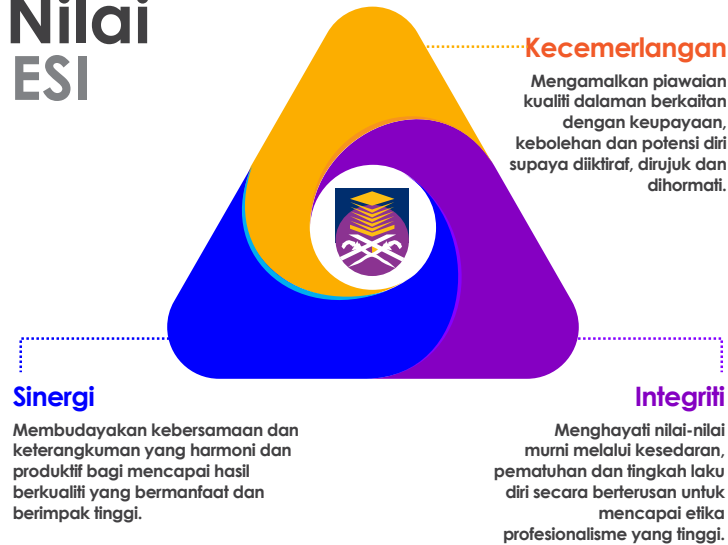 Nilai
ESI
Kecemerlangan
Mengamalkan piawaian
kualiti dalaman berkaitan
dengan keupayaan,
kebolehan dan potensi diri
supaya diiktiraf, dirujuk dan
dihormati.
Sinergi
Membudayakan kebersamaan dan
keterangkuman yang harmoni dan
produktif bagi mencapai hasil
berkualiti yang bermanfaat dan
berimpak tinggi.
Integriti
Menghayati nilai-nilai
murni melalui kesedaran,
pematuhan dan tingkah laku
diri secara berterusan untuk
mencapai etika
profesionalisme yang tinggi.